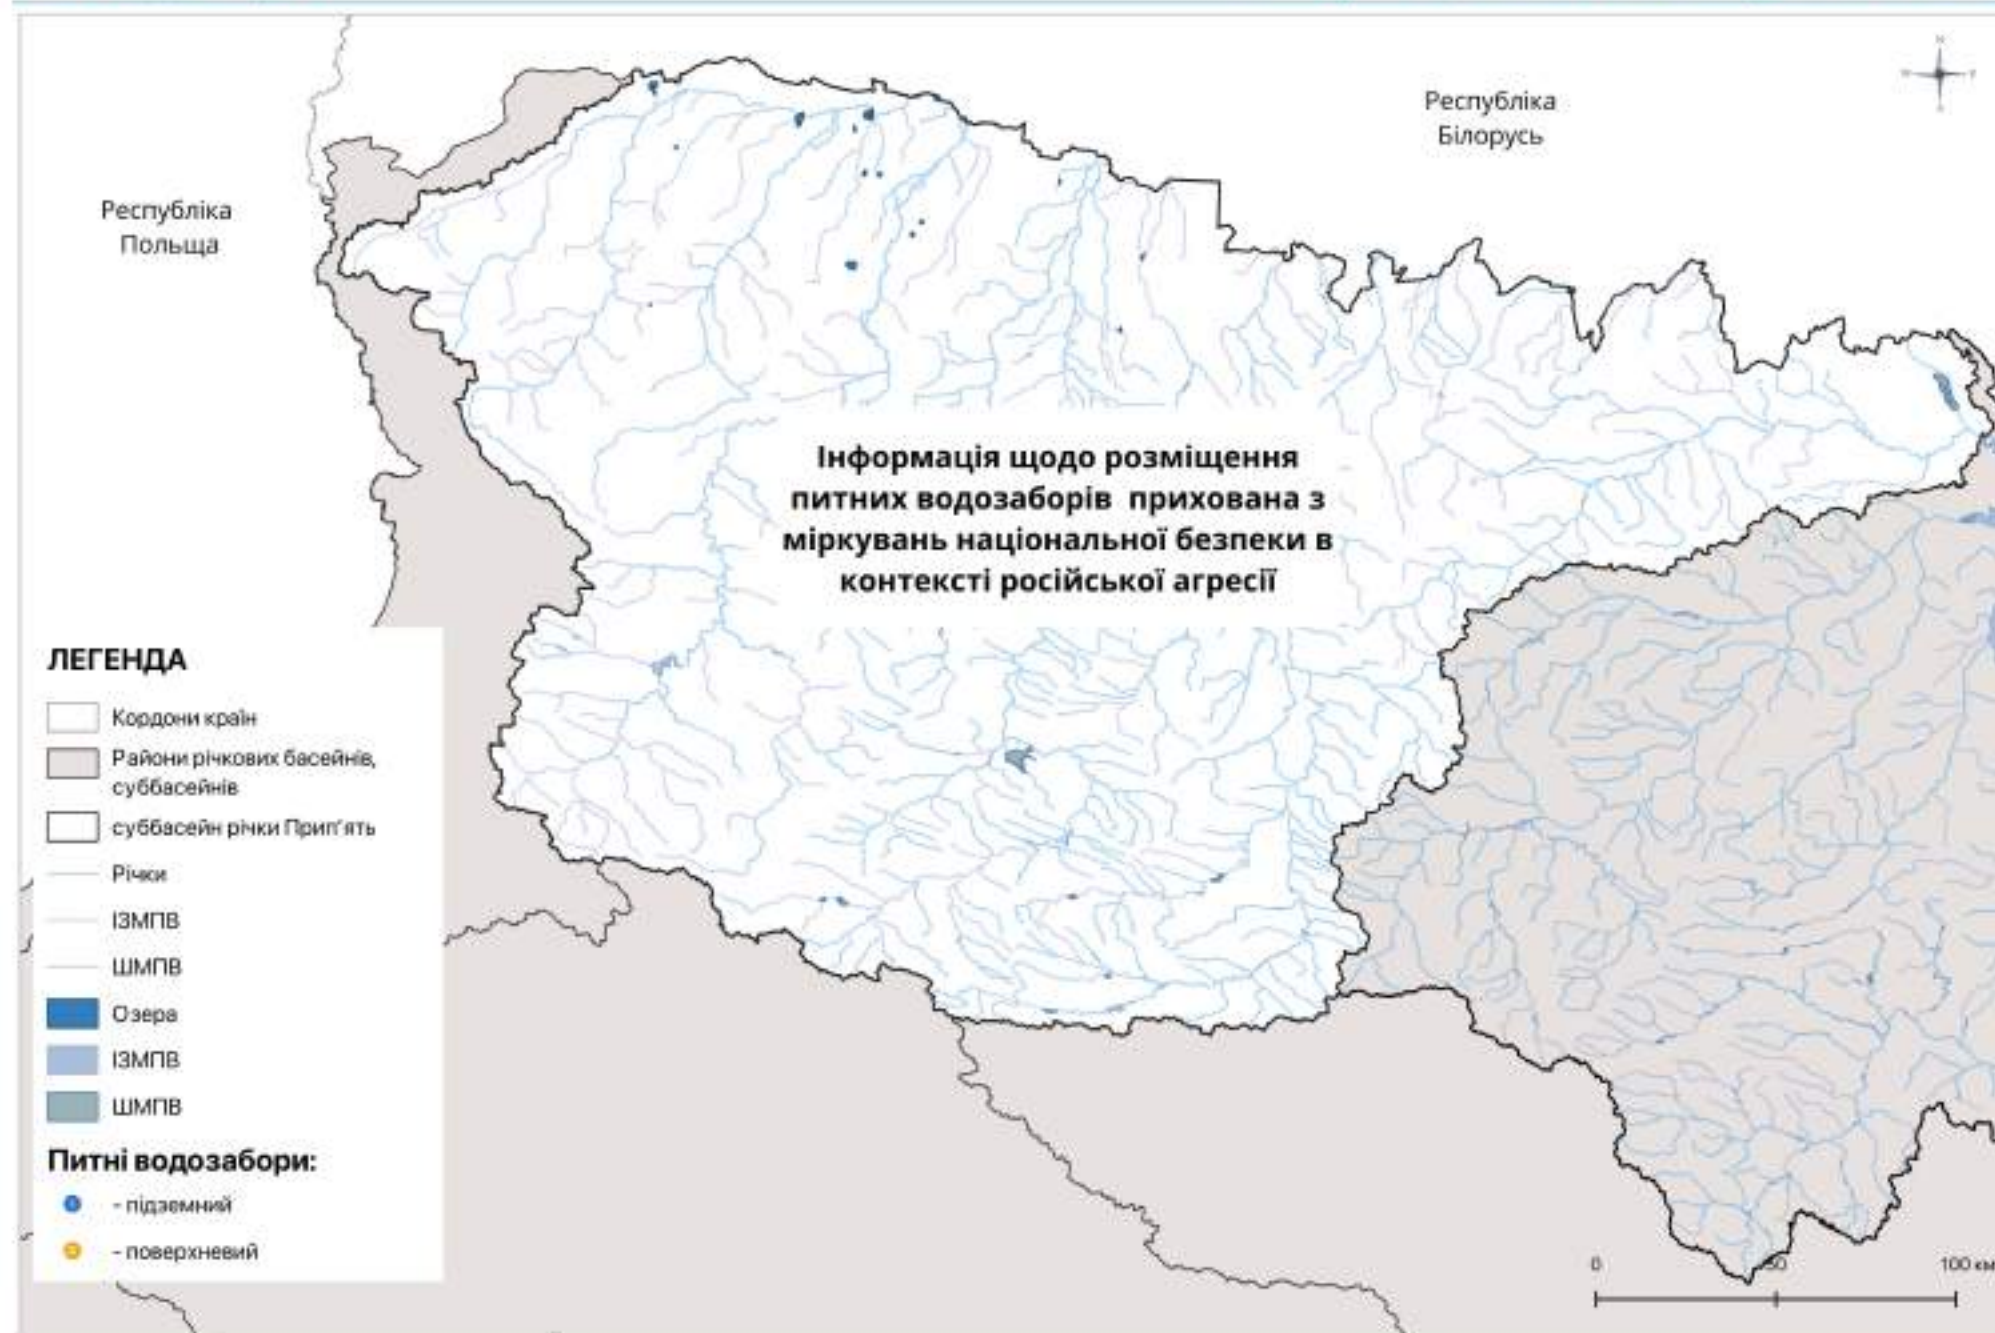 Республіка
Білорусь
Республіка
Польща
Інформація щодо розміщення
питних водозаборів прихована з
міркувань національної безпеки в
контексті російської агресії
ЛЕГЕНДА
Кордони країн
Райони річкових басейнів,
суббасейнів
суббасейн річки Прип'ять
Річки
ІЗМПВ
ШМПВ
Озера
ІЗМПВ
ШМПВ
Питні водозабори:
- підземний
- поверхневий
0 50 100 км